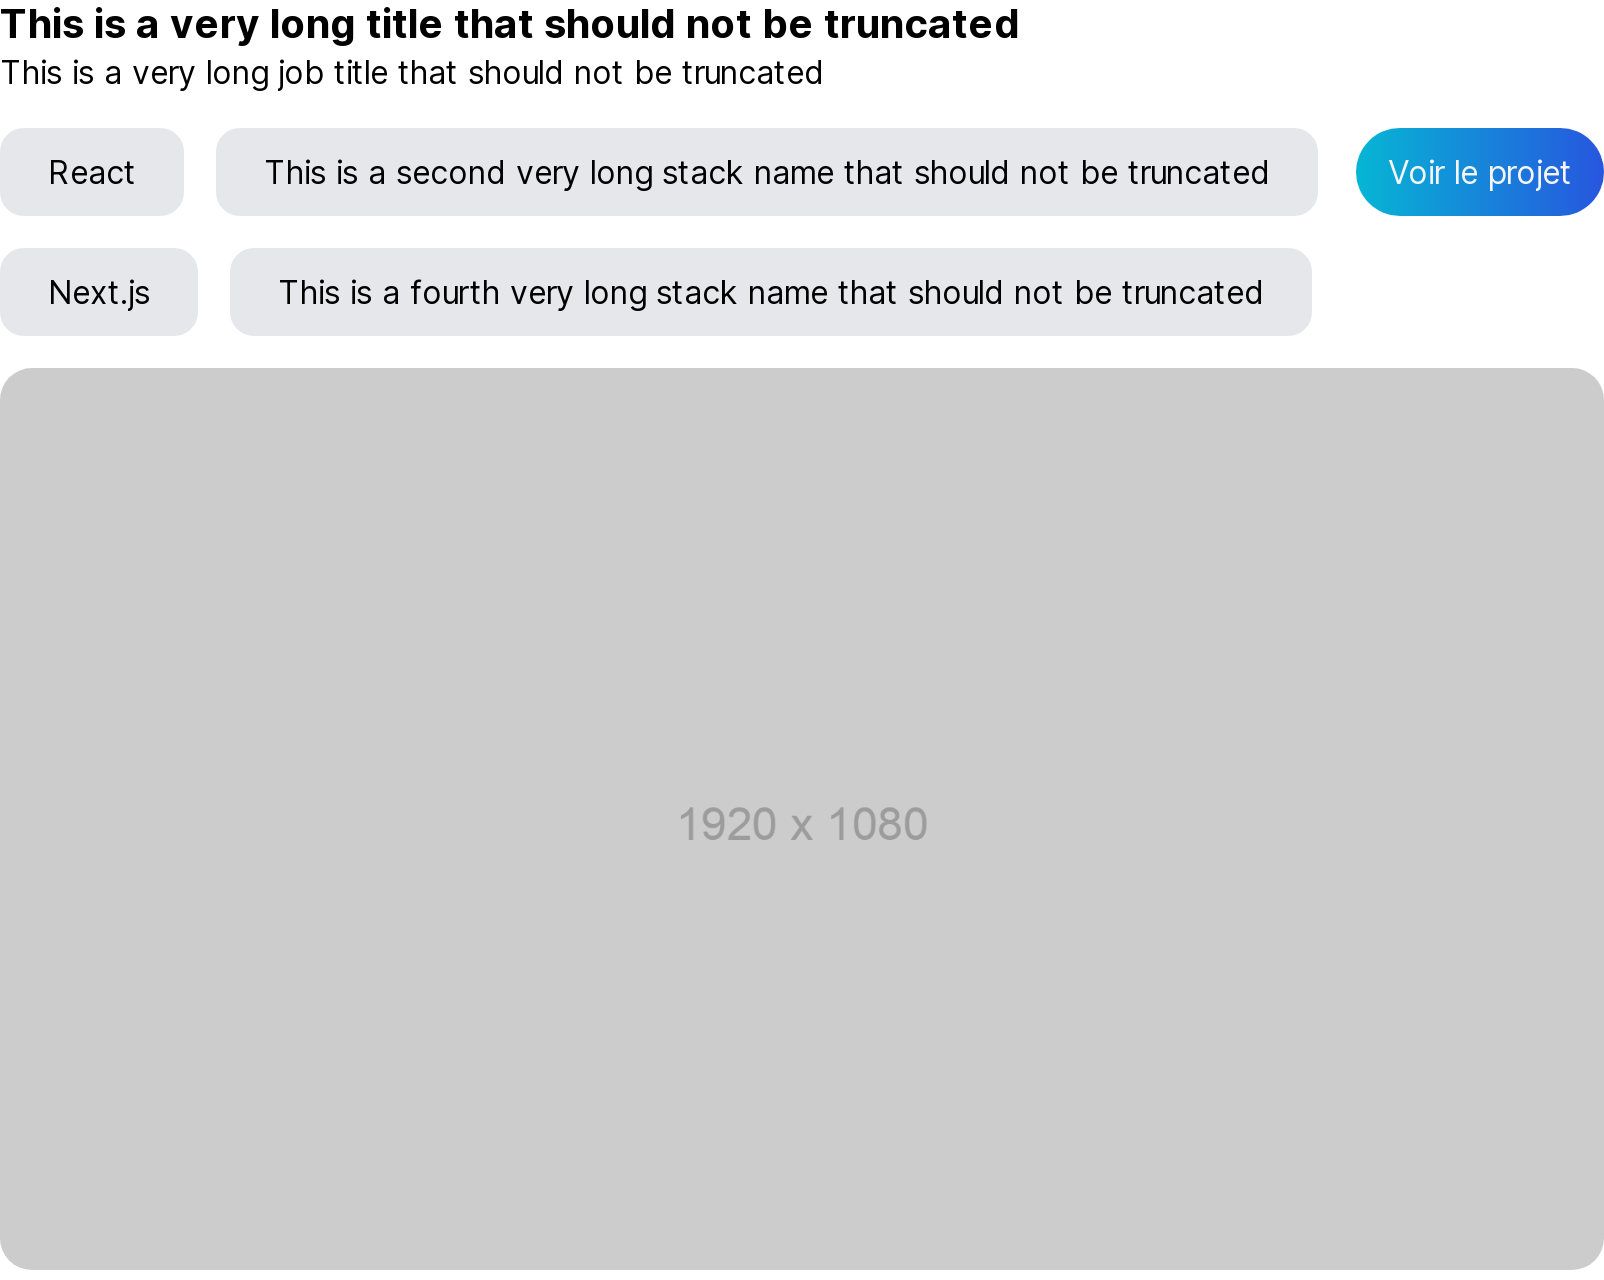 This is a very long title that should not be truncated
This is a very long job title that should not be truncated
React
This is a second very long stack name that should not be truncated
Voir le projet
Next.js
This is a fourth very long stack name that should not be truncated
1920 x 1080